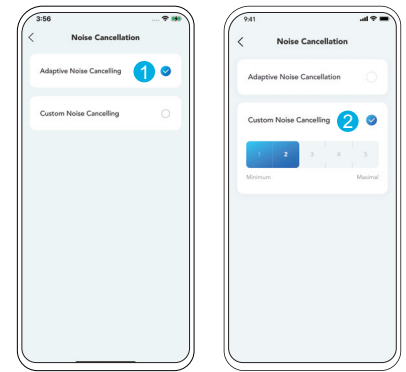 3:56
Noise Cancellation
Adaptive Noise Cancelling
1
Custom Noise Cancelling
9:41
Noise Cancellation
Adaptive Noise Cancellation
Custom Noise Cancelling
2
1 2 3 4 5
Minimum Maximal